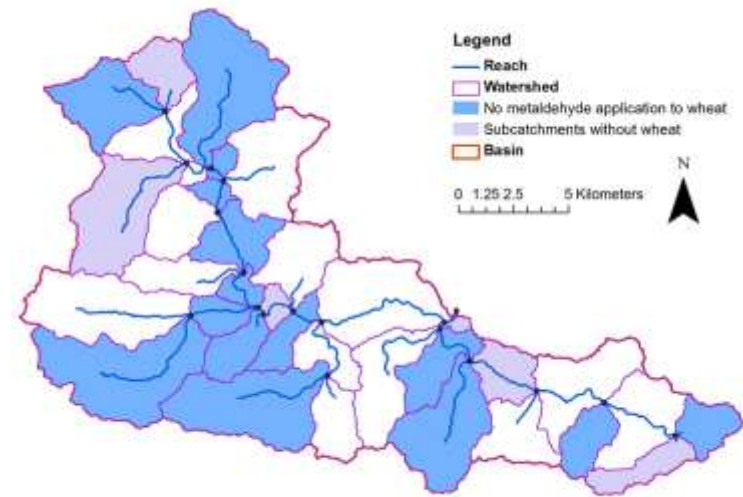 Legend
Reach
Watershed
No metaldehyde application to wheat
Subcatchments without wheat
Basin
N
0 1.25 2.5 5 Kilometers